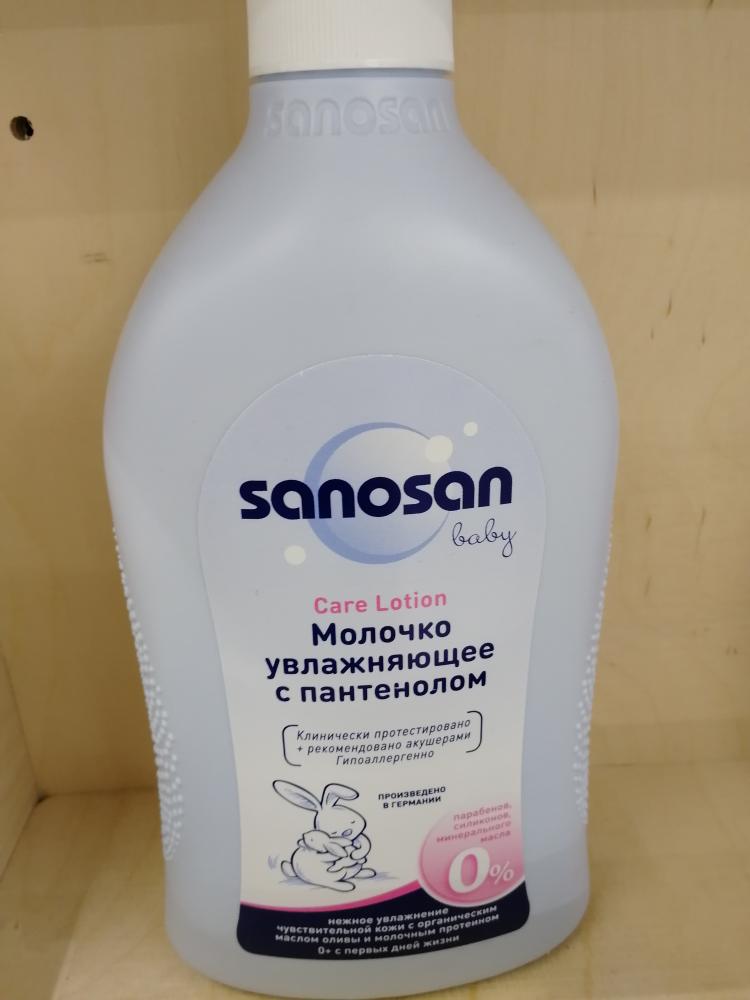 sanosan
sanosan
baby
Care Lotion
Молочко
увлажняющее
с пантенолом
Клинически протестировано
+ рекомендовано акушерами
Гипоаллергенно
ПРОИЗВЕДЕНО
В ГЕРМАНИИ
парабенов,
силиконов,
минерального
масла
0%
нежное увлажнение
чувствительной кожи с органическим
маслом оливы и молочным протеином
0+ с первых дней жизни